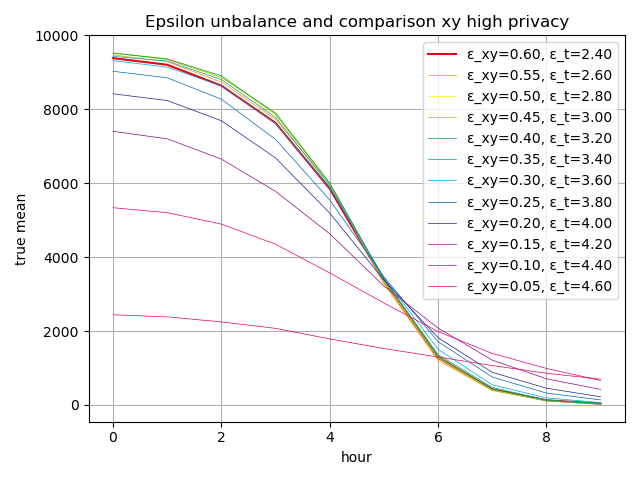 Epsilon unbalance and comparison xy high privacy
10000
8000
6000
4000
2000
0
true mean
0 2 4 6 8
hour
ε_xy=0.60, ε_t=2.40
ε_xy=0.55, ε_t=2.60
ε_xy=0.50, ε_t=2.80
ε_xy=0.45, ε_t=3.00
ε_xy=0.40, ε_t=3.20
ε_xy=0.35, ε_t=3.40
ε_xy=0.30, ε_t=3.60
ε_xy=0.25, ε_t=3.80
ε_xy=0.20, ε_t=4.00
ε_xy=0.15, ε_t=4.20
ε_xy=0.10, ε_t=4.40
ε_xy=0.05, ε_t=4.60